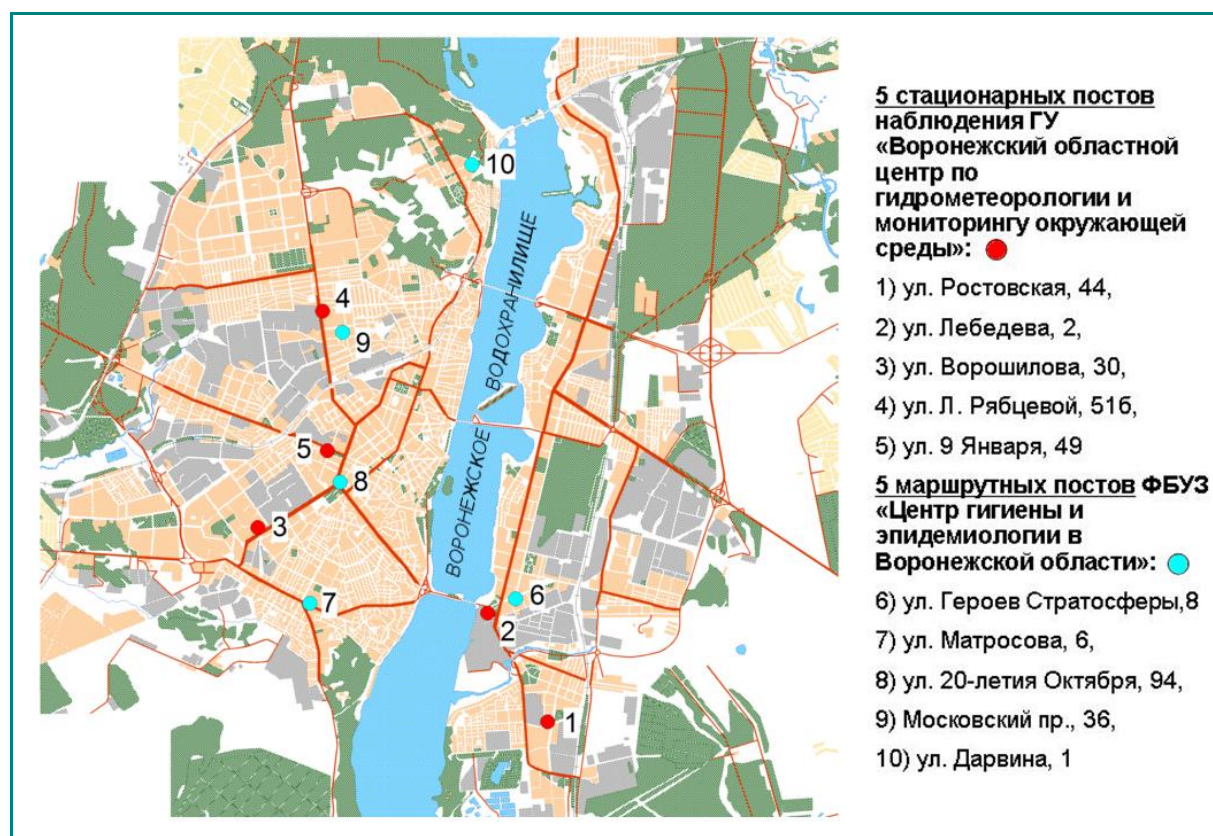 10
4
9
5
8
3
7
6
2
1
ВОРОНЕЖСКОЕ ВОДОХРАНИЛИЩЕ
5 стационарных постов
наблюдения ГУ
«Воронежский областной
центр по
гидрометеорологии и
мониторингу окружающей
среды»:
1) ул. Ростовская, 44,
2) ул. Лебедева, 2,
3) ул. Ворошилова, 30,
4) ул. Л. Рябцевой, 51б,
5) ул. 9 Января, 49
5 маршрутных постов ФБУЗ
«Центр гигиены и
эпидемиологии в
Воронежской области»:
6) ул. Героев Стратосферы,8
7) ул. Матросова, 6,
8) ул. 20-летия Октября, 94,
9) Московский пр., 36,
10) ул. Дарвина, 1